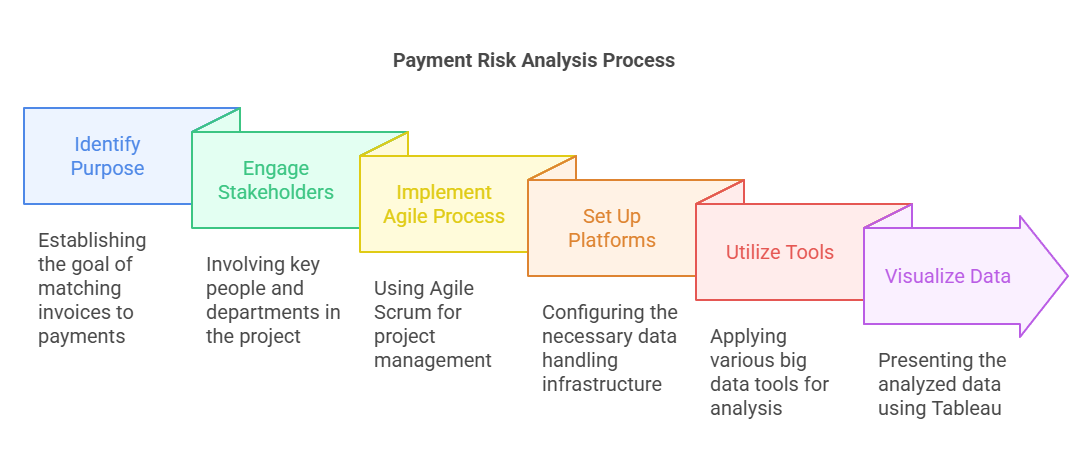 Payment Risk Analysis Process
Identify
Purpose
Establishing
the goal of
matching
invoices to
payments
Engage
Stakeholders
Involving key
people and
departments in
the project
Implement
Agile Process
Using Agile
Scrum for
project
management
Set Up
Platforms
Configuring the
necessary data
handling
infrastructure
Utilize Tools
Applying
various big
data tools for
analysis
Visualize Data
Presenting the
analyzed data
using Tableau